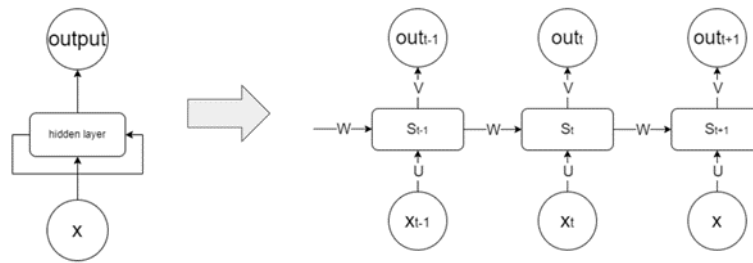 output
hidden layer
x
outt-1 outt outt+1
V V V
W St-1 W St W St+1
U U U
xt-1 xt x